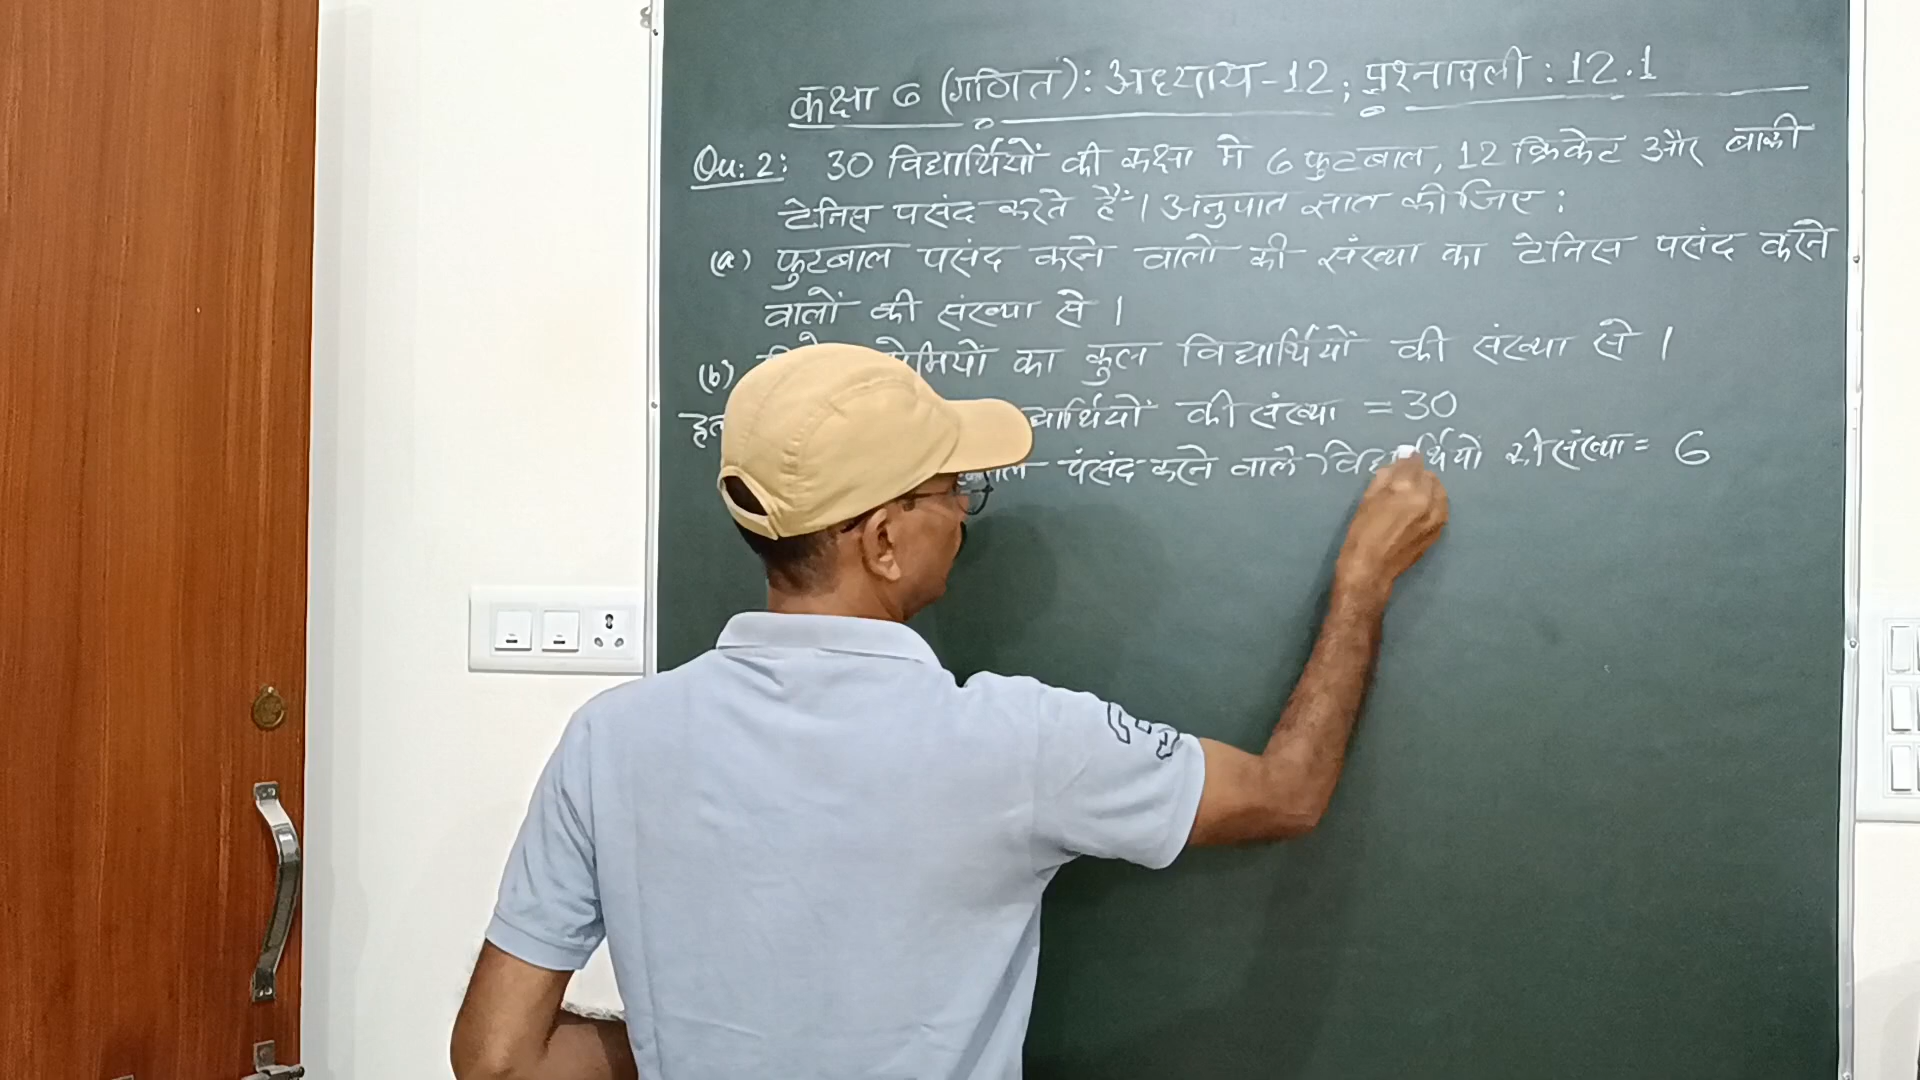 कक्षा 6 (गणित): अध्याय-12; प्रश्नावली : 12.1
Qu: 2: 30 विद्यार्थियों की कक्षा में 6 फुटबाल, 12 क्रिकेट और बाकी
टेनिस पसंद करते हैं। अनुपात ज्ञात कीजिए :
(a) फुटबाल पसंद करने वालों की संख्या का टेनिस पसंद करने
वालों की संख्या से ।
(b) का कुल विद्यार्थियों की संख्या से ।
की संख्या = 30
पंसंद करने वाले विद्यार्थियों की संख्या = 6